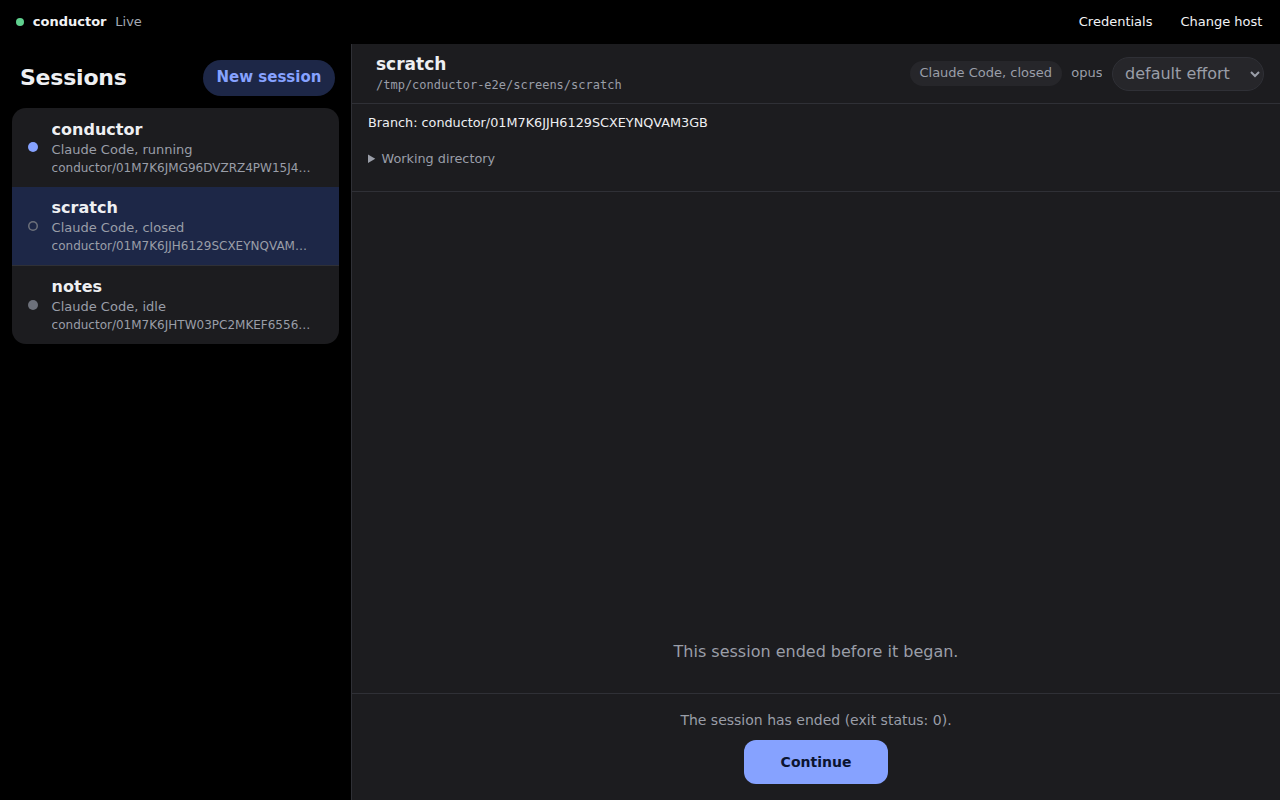 conductor Live
Credentials Change host
Sessions
New session
conductor
Claude Code, running
conductor/01M7K6JMG96DVZRZ4PW15J4…
scratch
Claude Code, closed
conductor/01M7K6JJH6129SCXEYNQVAM…
notes
Claude Code, idle
conductor/01M7K6JHTW03PC2MKEF6556…
scratch
/tmp/conductor-e2e/screens/scratch
Claude Code, closed opus default effort
Branch: conductor/01M7K6JJH6129SCXEYNQVAM3GB
Working directory
This session ended before it began.
The session has ended (exit status: 0).
Continue